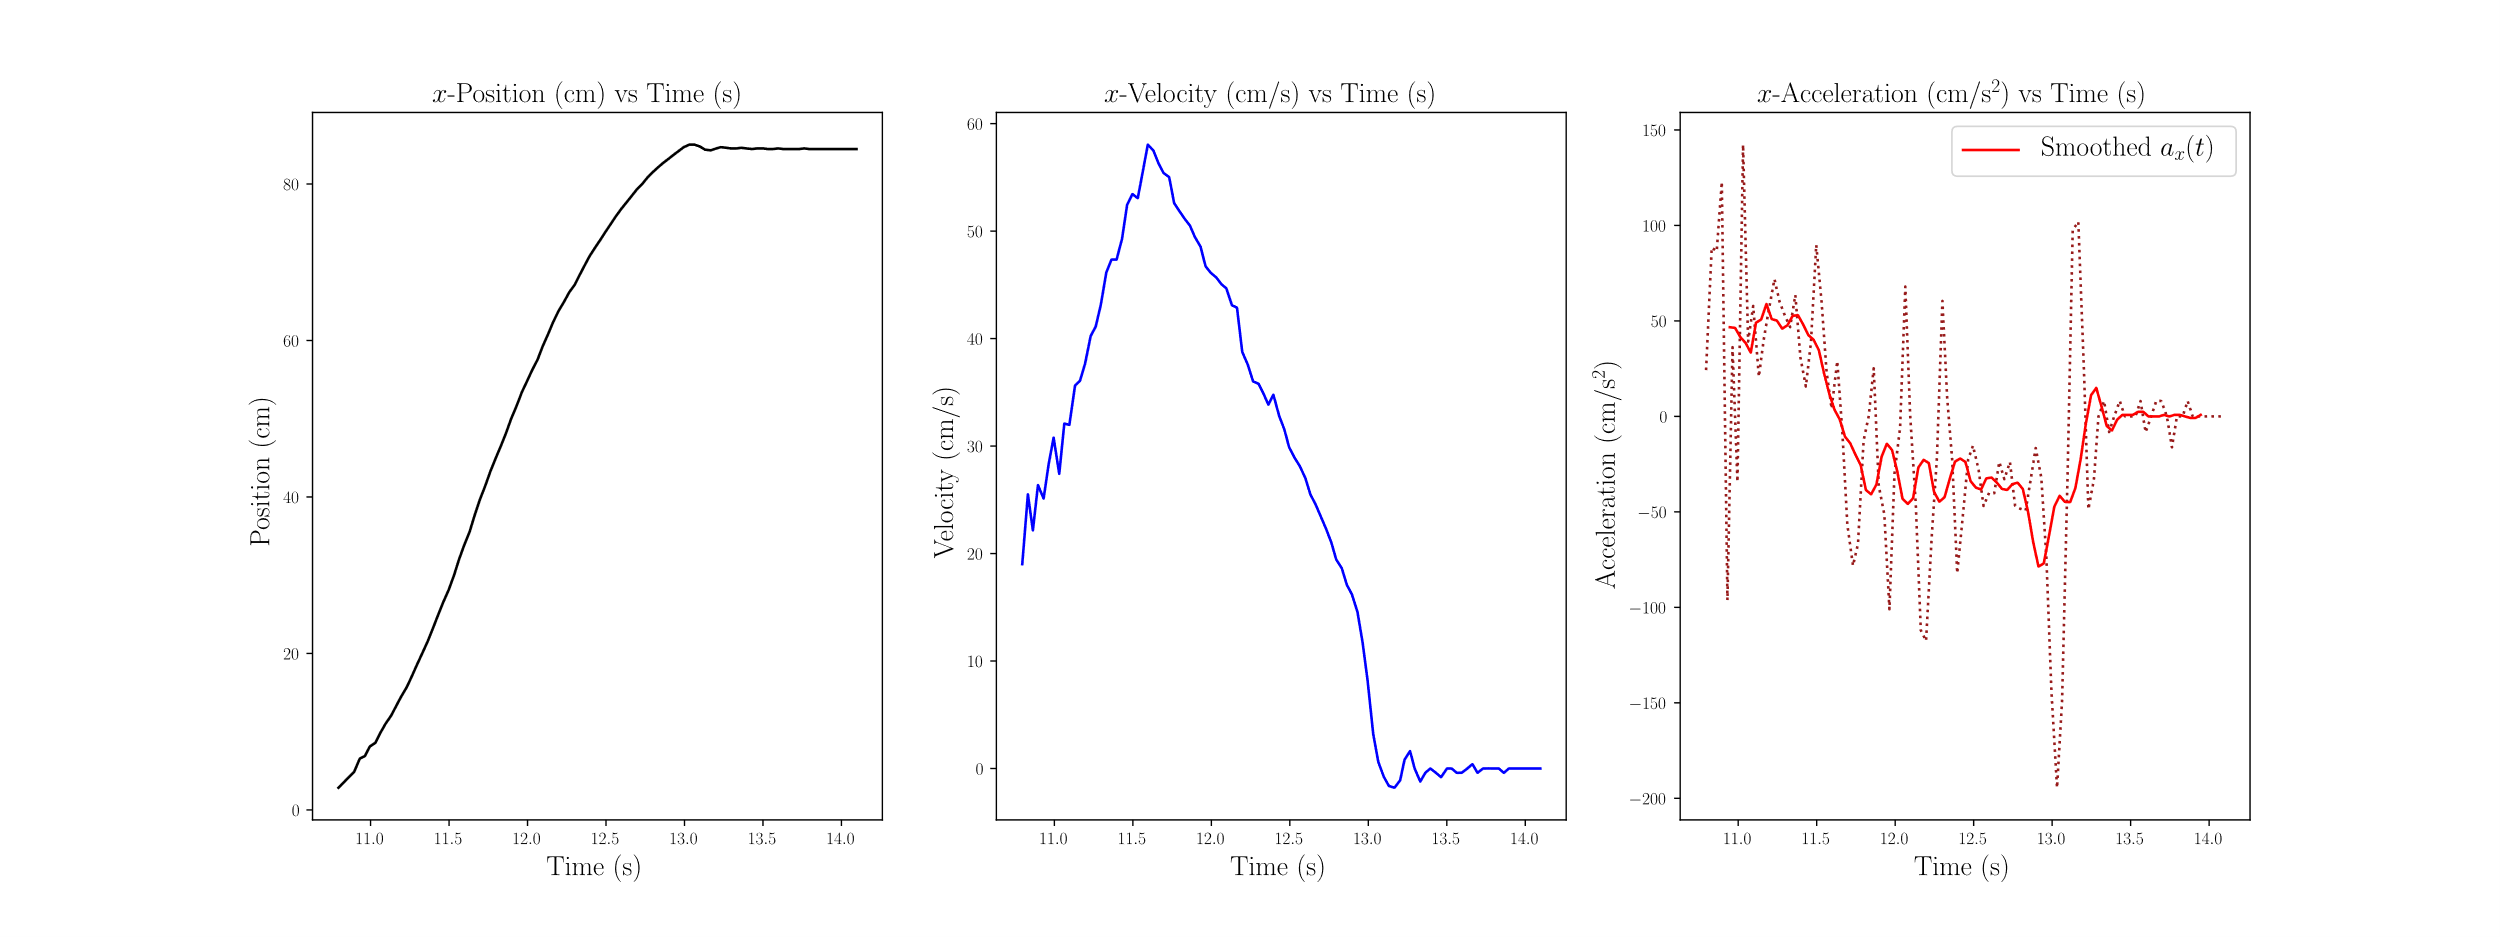 x-Position (cm) vs Time (s)
Position (cm)
80
60
40
20
0
11.0 11.5 12.0 12.5 13.0 13.5 14.0
Time (s)
x-Velocity (cm/s) vs Time (s)
Velocity (cm/s)
60
50
40
30
20
10
0
11.0 11.5 12.0 12.5 13.0 13.5 14.0
Time (s)
x-Acceleration (cm/s²) vs Time (s)
Smoothed aₓ(t)
Acceleration (cm/s²)
150
100
50
0
−50
−100
−150
−200
11.0 11.5 12.0 12.5 13.0 13.5 14.0
Time (s)